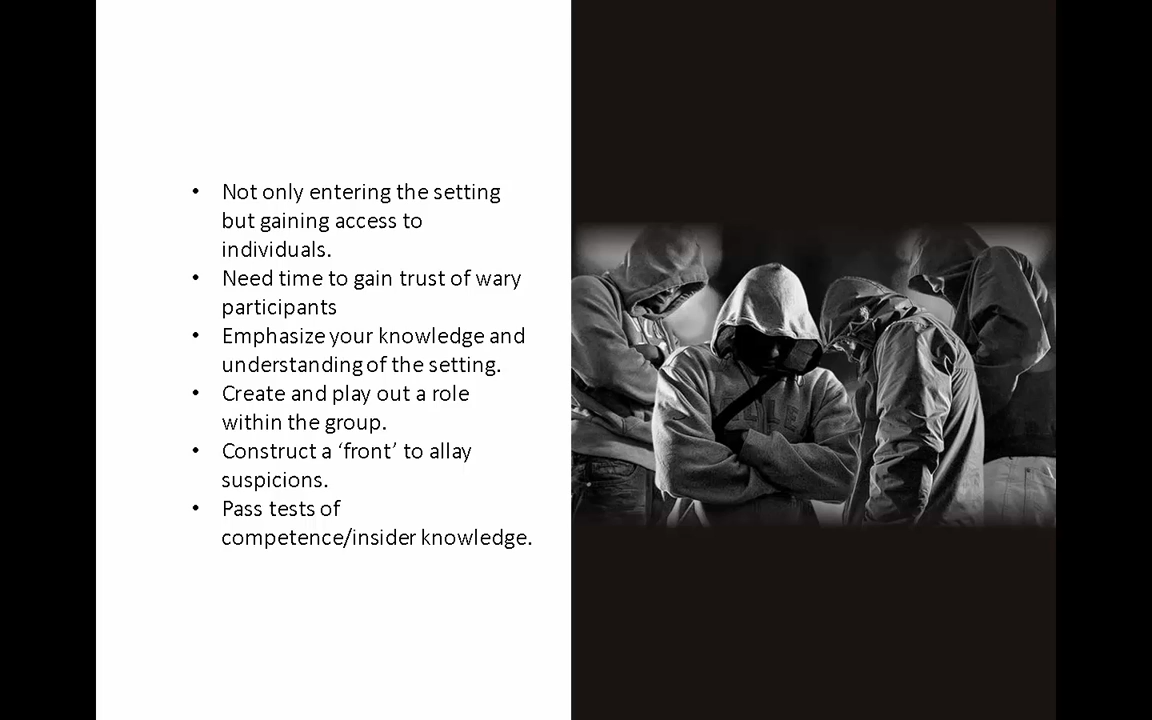 • Not only entering the setting
but gaining access to
individuals.
• Need time to gain trust of wary
participants
• Emphasize your knowledge and
understanding of the setting.
• Create and play out a role
within the group.
• Construct a ‘front’ to allay
suspicions.
• Pass tests of
competence/insider knowledge.